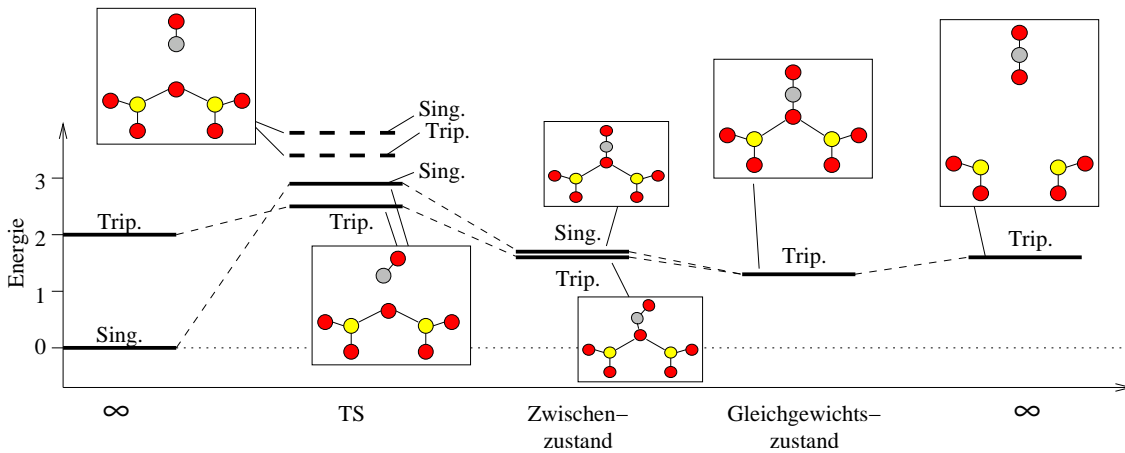 Sing.
Trip.
Sing.
3
Trip.
Trip.
Sing.
Trip.
Trip.
2
Trip.
Energie
1
Sing.
0
∞
TS
Zwischen−
zustand
Gleichgewichts−
zustand
∞